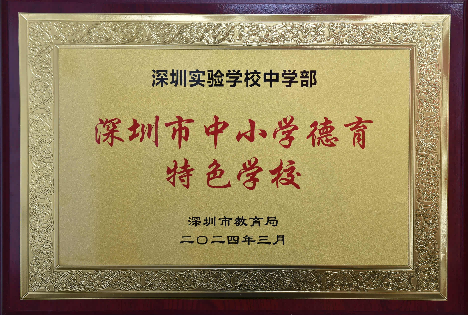 深圳实验学校中学部
深圳市中小学德育
特色学校
深圳市教育局
二〇二四年三月